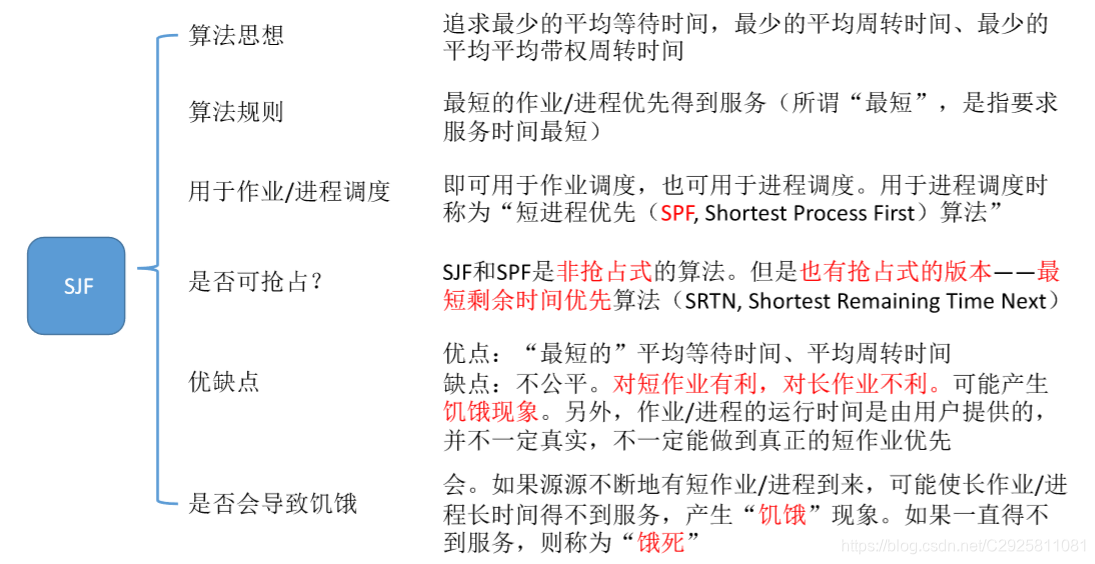 算法思想
追求最少的平均等待时间，最少的平均周转时间、最少的
平均平均带权周转时间
算法规则
最短的作业/进程优先得到服务（所谓“最短”，是指要求
服务时间最短）
用于作业/进程调度
即可用于作业调度，也可用于进程调度。用于进程调度时
称为“短进程优先（SPF, Shortest Process First）算法”
SJF
是否可抢占？
SJF和SPF是非抢占式的算法。但是也有抢占式的版本——最
短剩余时间优先算法（SRTN, Shortest Remaining Time Next）
优缺点
优点：“最短的”平均等待时间、平均周转时间
缺点：不公平。对短作业有利，对长作业不利。可能产生
饥饿现象。另外，作业/进程的运行时间是由用户提供的，
并不一定真实，不一定能做到真正的短作业优先
是否会导致饥饿
会。如果源源不断地有短作业/进程到来，可能使长作业/进
程长时间得不到服务，产生“饥饿”现象。如果一直得不
到服务，则称为“饿死”
https://blog.csdn.net/C2925811081